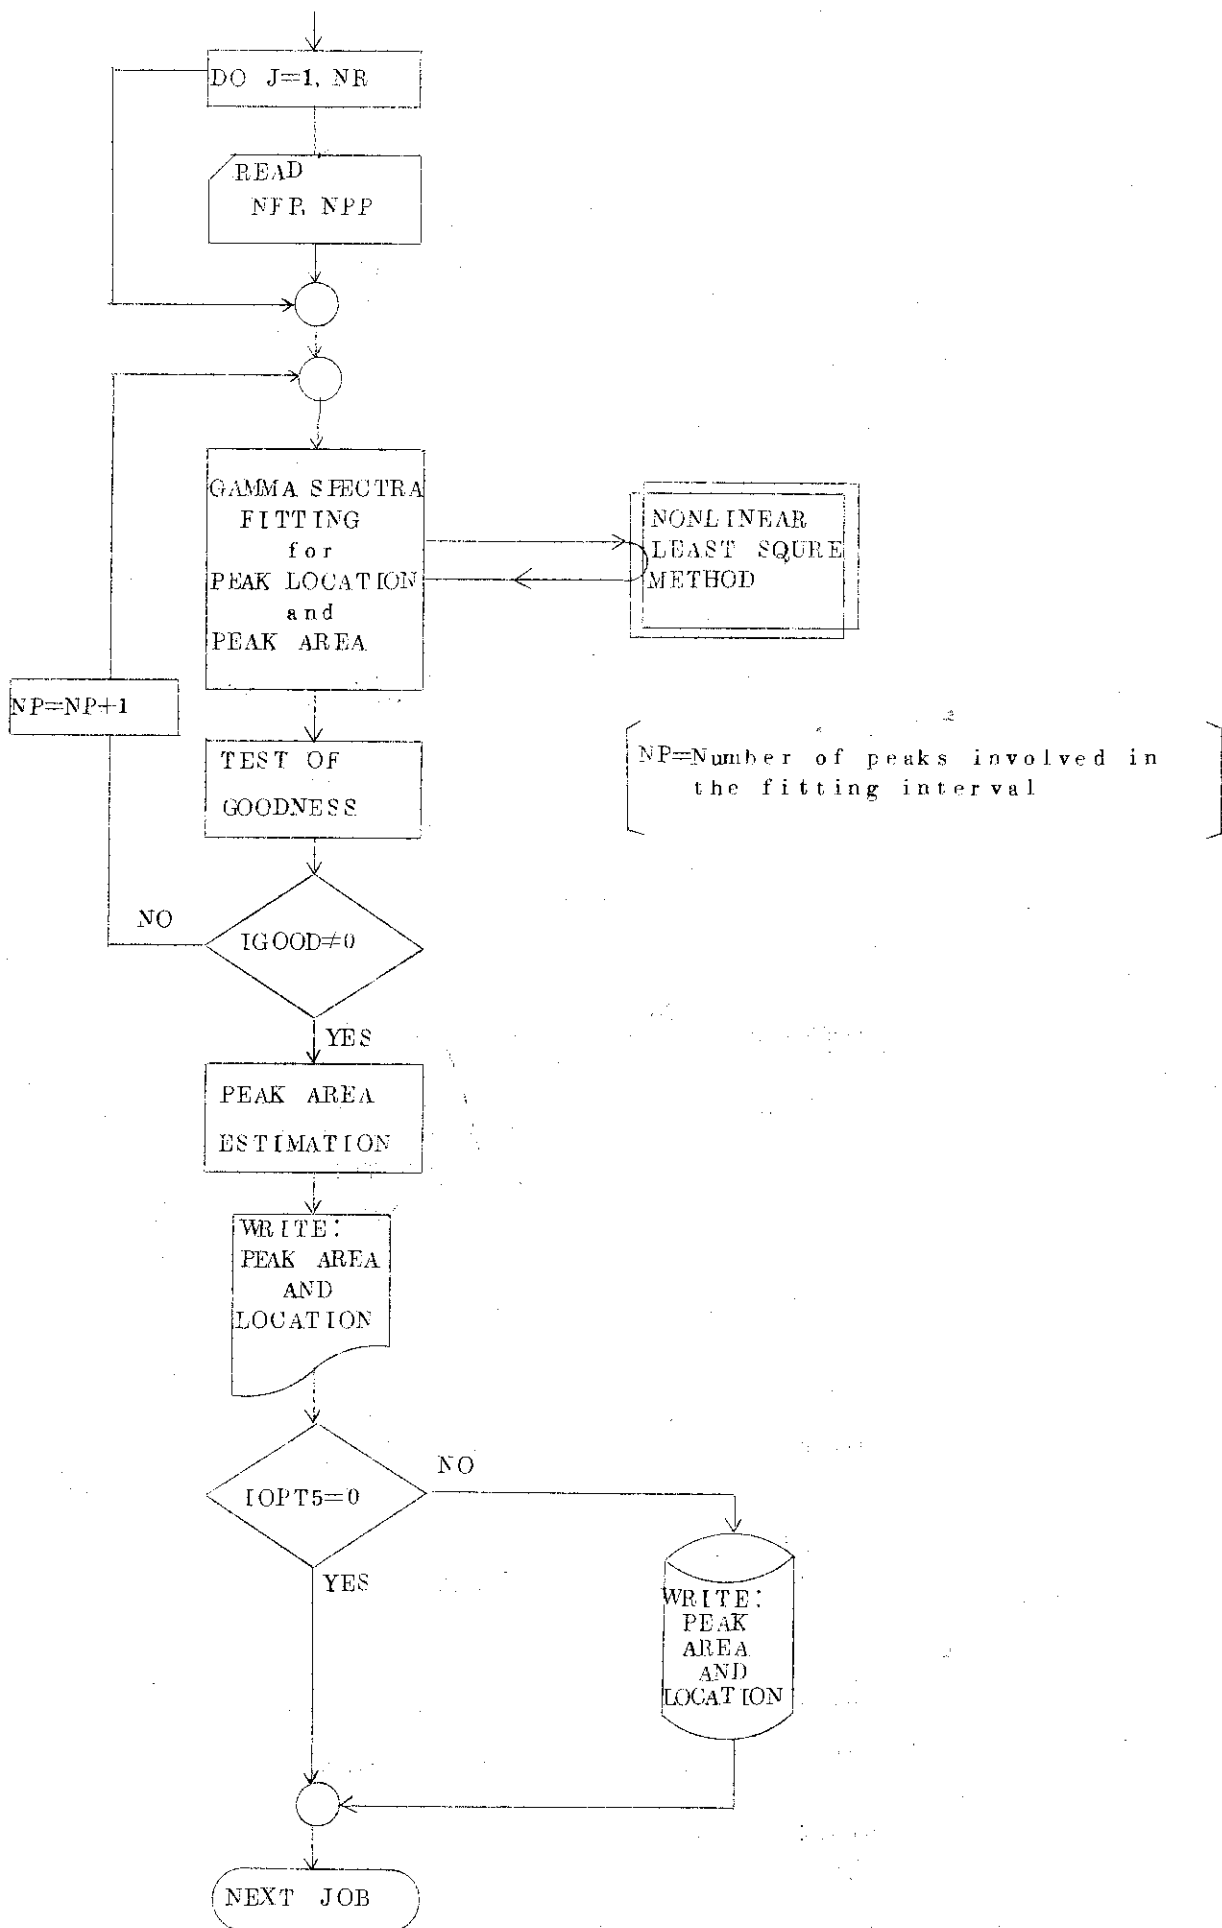 DO J=1, NR
READ
NFP, NPP
GAMMA SPECTRA
FITTING
for
PEAK LOCATION
and
PEAK AREA
NONLINEAR
LEAST SQURE
METHOD
NP=NP+1
TEST OF
GOODNESS
NP=Number of peaks involved in
the fitting interval
NO
IGOOD≠0
YES
PEAK AREA
ESTIMATION
WRITE:
PEAK AREA
AND
LOCATION
NO
IOPT5=0
YES
WRITE:
PEAK
AREA
AND
LOCATION
NEXT JOB